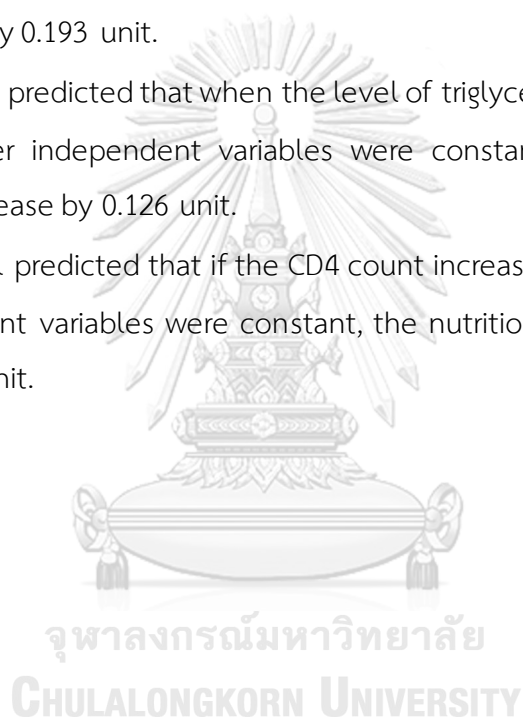 y 0.193 unit.
predicted that when the level of triglyce
er independent variables were constan
ease by 0.126 unit.
predicted that if the CD4 count increas
nt variables were constant, the nutritio
nit.
จุฬาลงกรณ์มหาวิทยาลัย
CHULALONGKORN UNIVERSITY